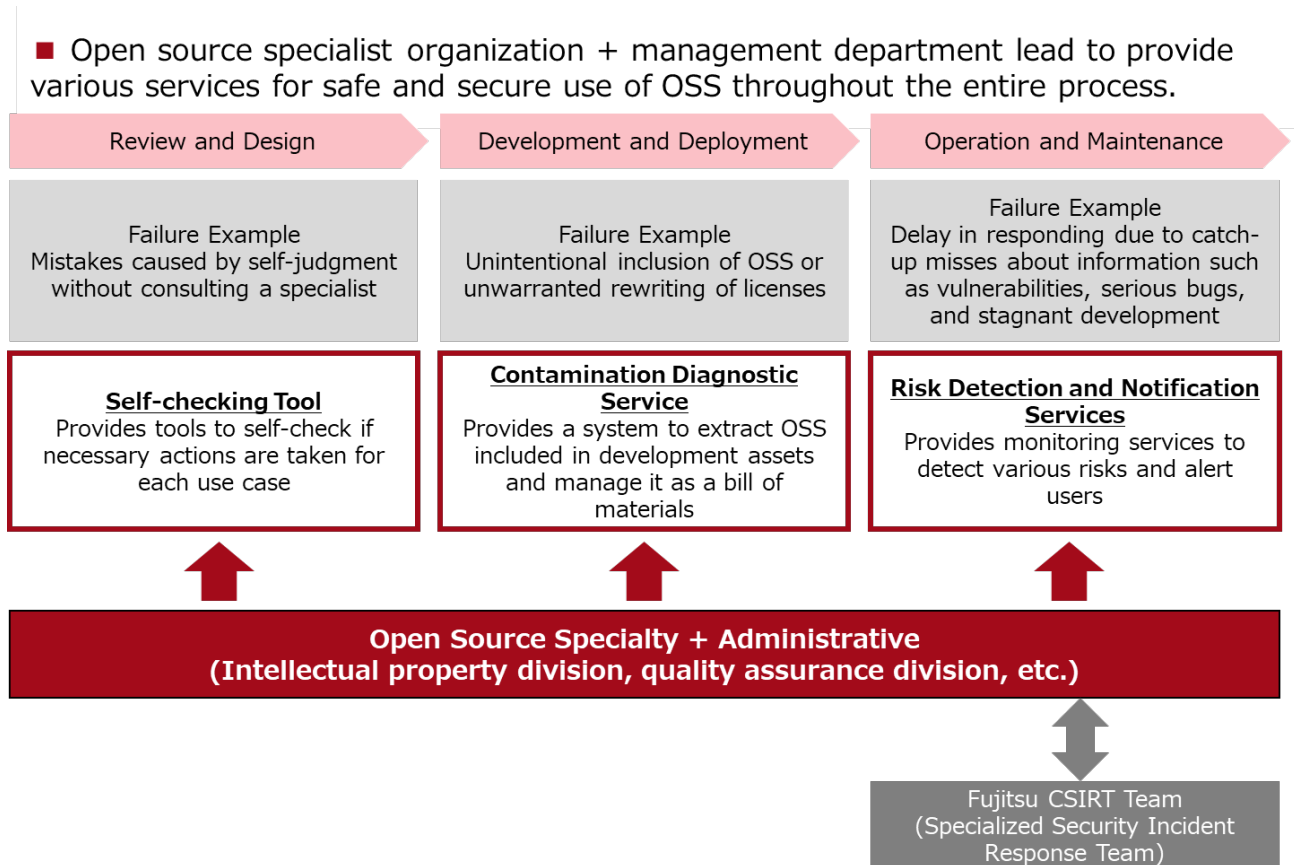 ■ Open source specialist organization + management department lead to provide
various services for safe and secure use of OSS throughout the entire process.
Review and Design
Development and Deployment
Operation and Maintenance
Failure Example
Mistakes caused by self-judgment
without consulting a specialist
Failure Example
Unintentional inclusion of OSS or
unwarranted rewriting of licenses
Failure Example
Delay in responding due to catch-
up misses about information such
as vulnerabilities, serious bugs,
and stagnant development
Self-checking Tool
Provides tools to self-check if
necessary actions are taken for
each use case
Contamination Diagnostic
Service
Provides a system to extract OSS
included in development assets
and manage it as a bill of
materials
Risk Detection and Notification
Services
Provides monitoring services to
detect various risks and alert
users
Open Source Specialty + Administrative
(Intellectual property division, quality assurance division, etc.)
Fujitsu CSIRT Team
(Specialized Security Incident
Response Team)